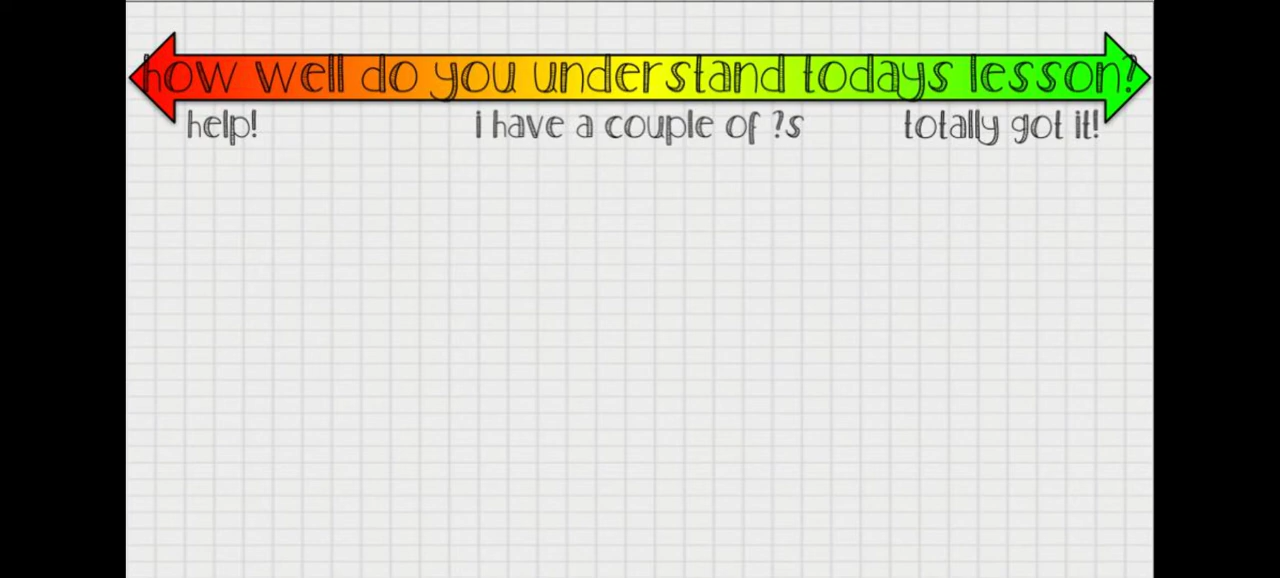 how well do you understand todays lesson?
help! i have a couple of ?s totally got it!